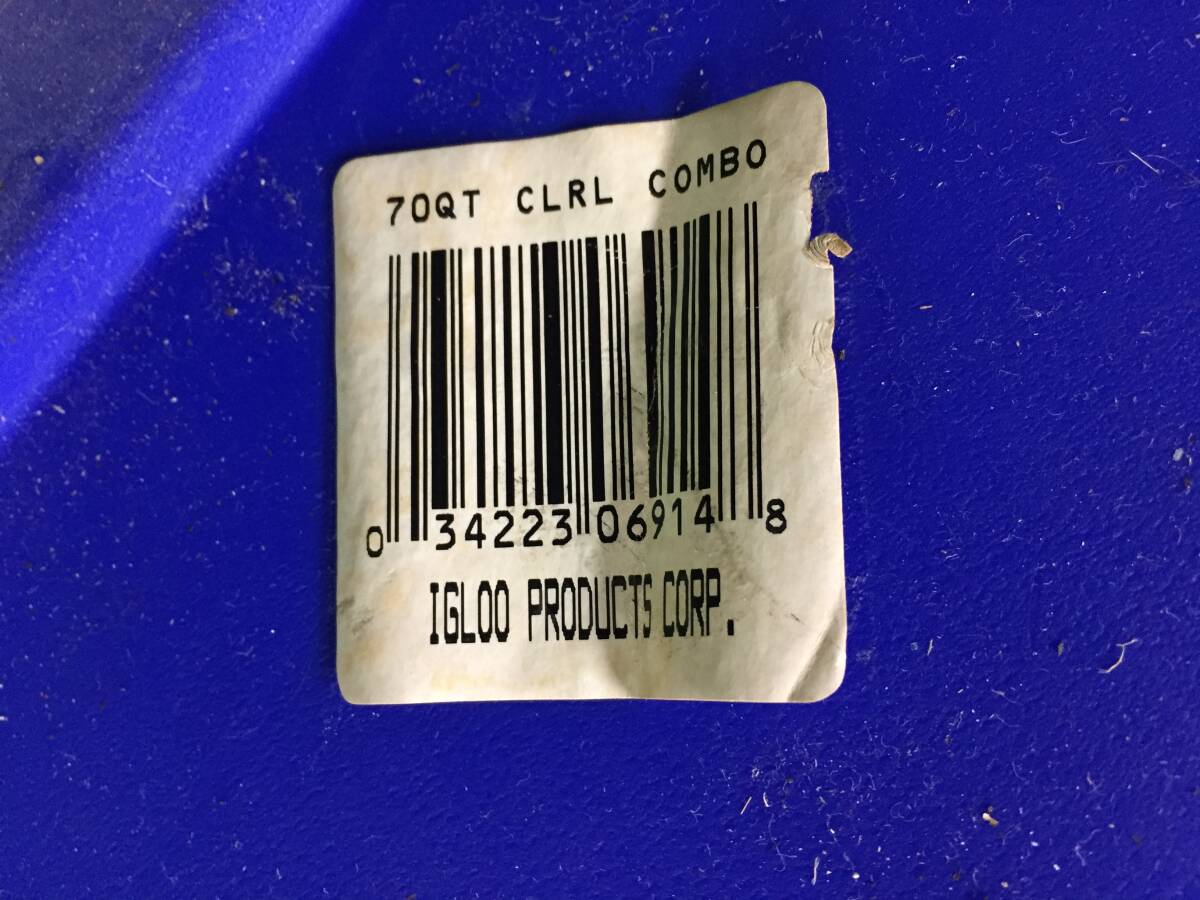 70QT CLRL COMBO
0 34223 06914 8
IGLOO PRODUCTS CORP.